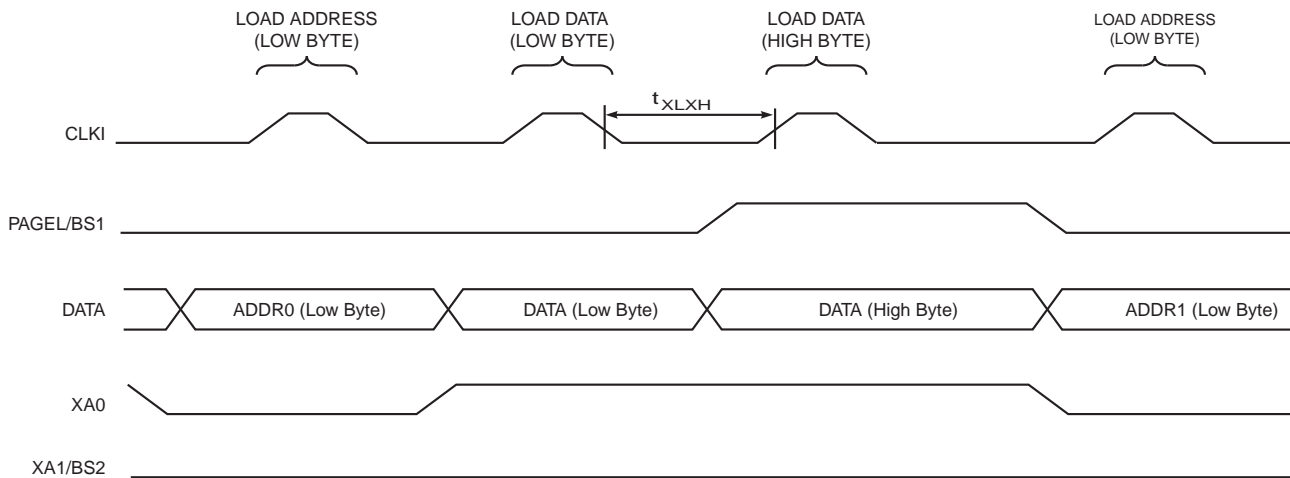 LOAD ADDRESS
(LOW BYTE)
LOAD DATA
(LOW BYTE)
LOAD DATA
(HIGH BYTE)
LOAD ADDRESS
(LOW BYTE)
tXLXH
CLKI
PAGEL/BS1
DATA
ADDR0 (Low Byte)
DATA (Low Byte)
DATA (High Byte)
ADDR1 (Low Byte)
XA0
XA1/BS2